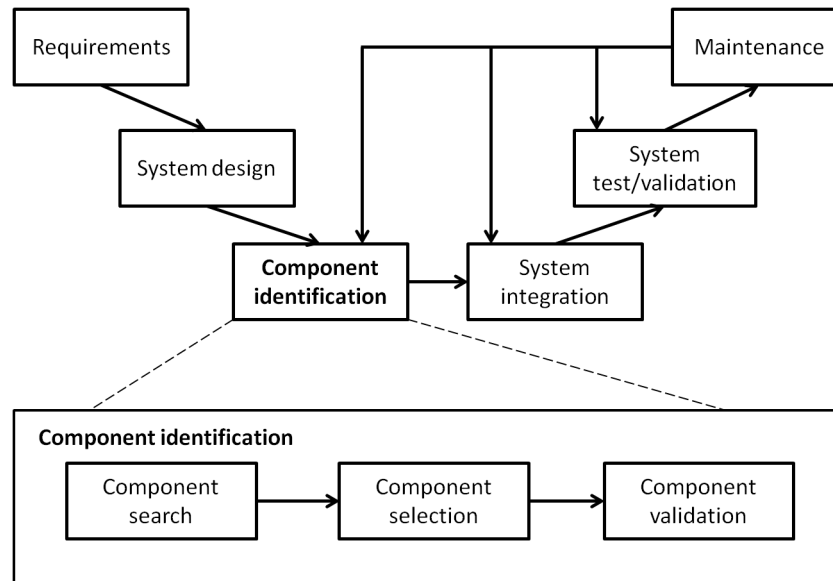 Requirements
Maintenance
System design
System
test/validation
Component
identification
System
integration
Component identification
Component
search
Component
selection
Component
validation